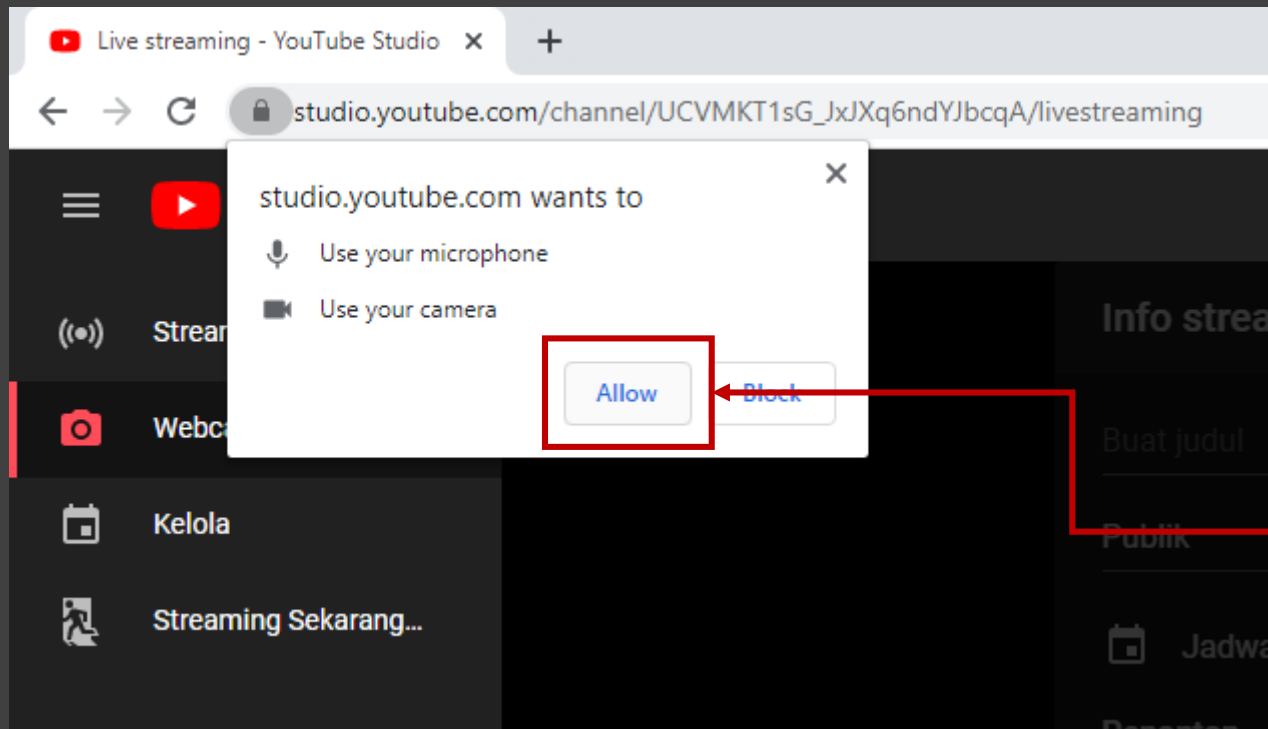 Live streaming - YouTube Studio
studio.youtube.com/channel/UCVMKT1sG_JxJXq6ndYJbcqA/livestreaming
studio.youtube.com wants to
Use your microphone
Use your camera
Allow
Block
Strear
Webca
Kelola
Streaming Sekarang...
Info strea
Buat judul
Publik
Jadwa